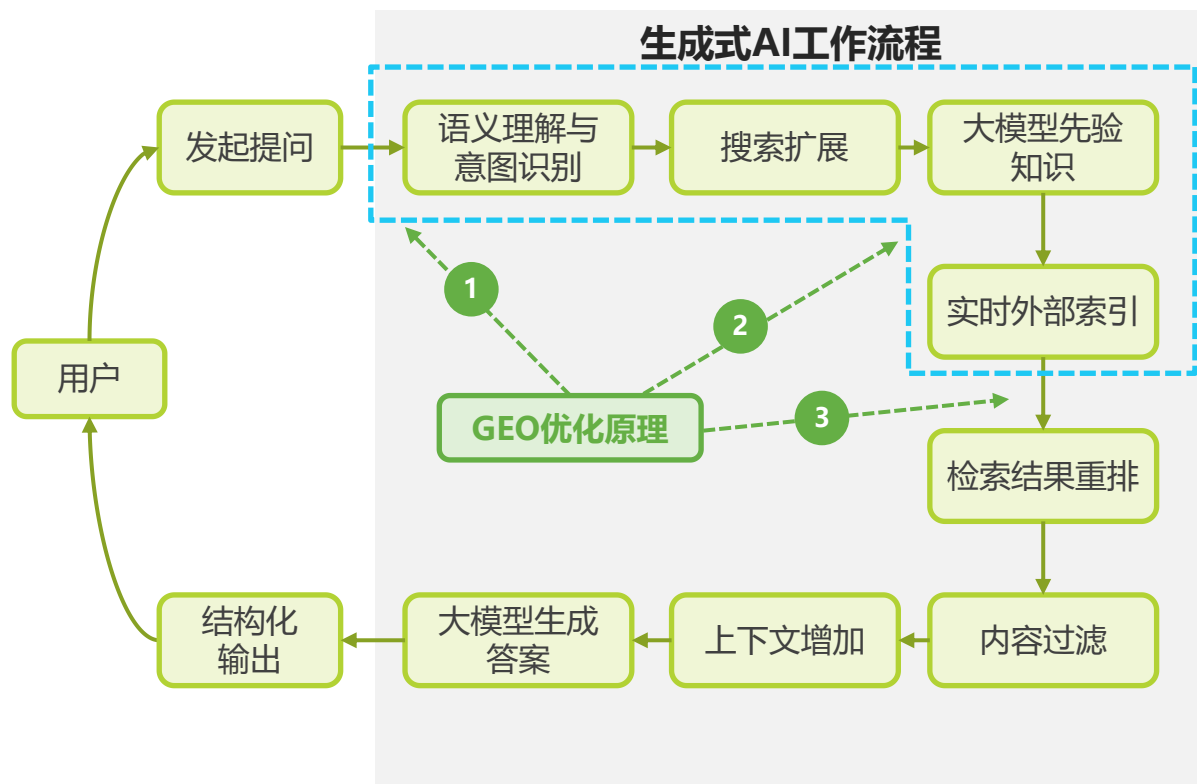 生成式AI工作流程
发起提问
语义理解与
意图识别
搜索扩展
大模型先验
知识
1
2
实时外部索引
用户
GEO优化原理
3
检索结果重排
结构化
输出
大模型生成
答案
上下文增加
内容过滤